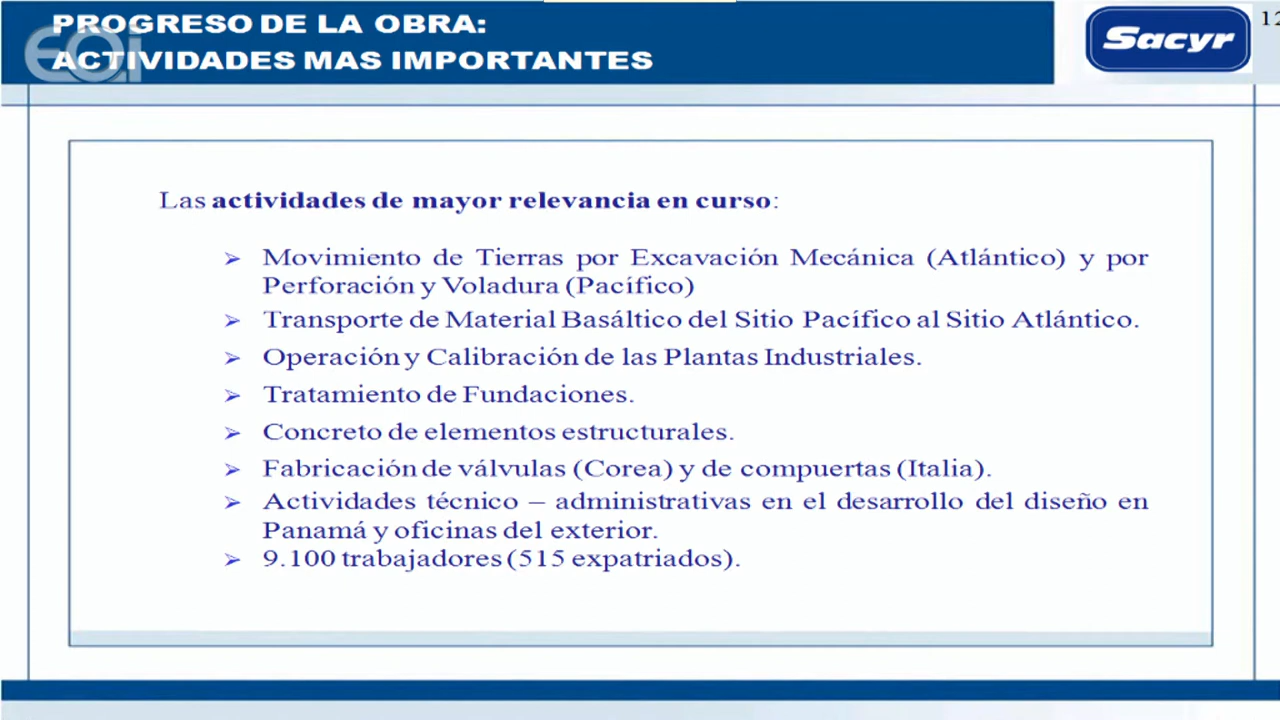 PROGRESO DE LA OBRA:
ACTIVIDADES MAS IMPORTANTES
EOI
Sacyr
12
Las actividades de mayor relevancia en curso:
➢ Movimiento de Tierras por Excavación Mecánica (Atlántico) y por
Perforación y Voladura (Pacífico)
➢ Transporte de Material Basáltico del Sitio Pacífico al Sitio Atlántico.
➢ Operación y Calibración de las Plantas Industriales.
➢ Tratamiento de Fundaciones.
➢ Concreto de elementos estructurales.
➢ Fabricación de válvulas (Corea) y de compuertas (Italia).
➢ Actividades técnico – administrativas en el desarrollo del diseño en
Panamá y oficinas del exterior.
➢ 9.100 trabajadores (515 expatriados).